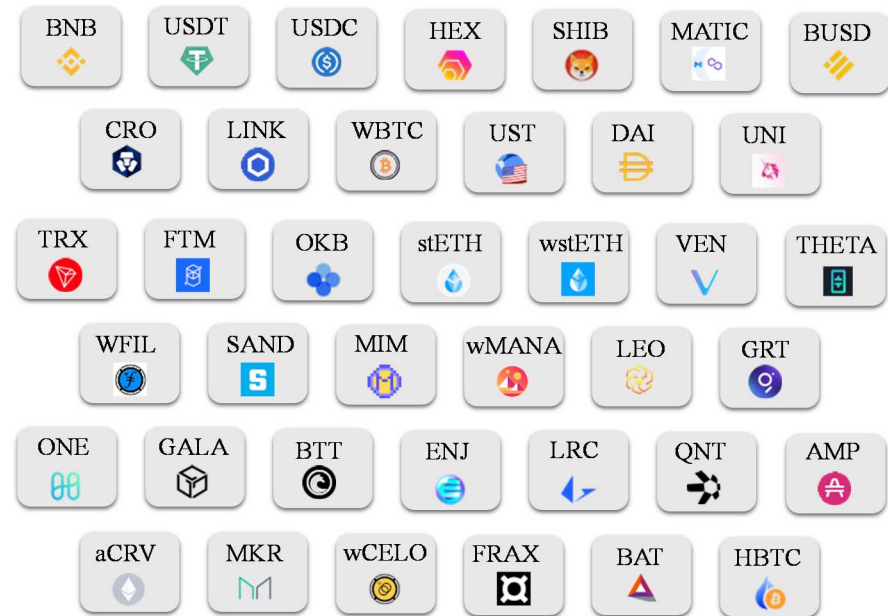 BNB USDT USDC HEX SHIB MATIC BUSD
CRO LINK WBTC UST DAI UNI
TRX FTM OKB stETH wstETH VEN THETA
WFIL SAND MIM wMANA LEO GRT
ONE GALA BTT ENJ LRC QNT AMP
aCRV MKR wCELO FRAX BAT HBTC